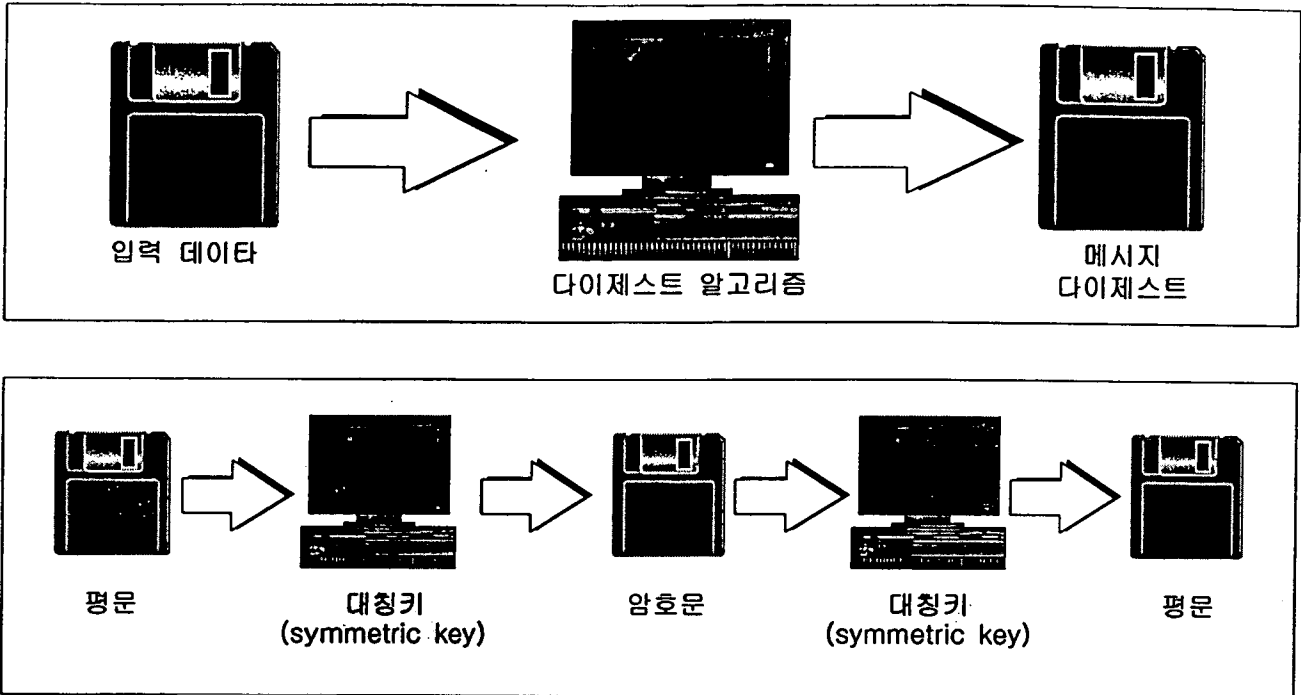 입력 데이타
다이제스트 알고리즘
메시지
다이제스트
평문
대칭키
(symmetric key)
암호문
대칭키
(symmetric key)
평문